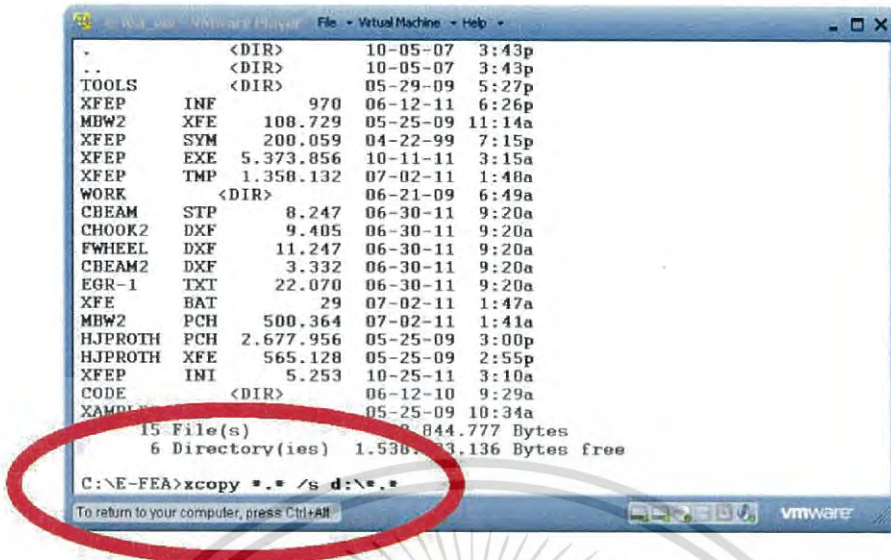 e-fea_ver - VMware Player File Virtual Machine Help
. <DIR> 10-05-07 3:43p
.. <DIR> 10-05-07 3:43p
TOOLS <DIR> 05-29-09 5:27p
XFEP INF 970 06-12-11 6:26p
MBW2 XFE 108.729 05-25-09 11:14a
XFEP SYM 200.059 04-22-99 7:15p
XFEP EXE 5.373.856 10-11-11 3:15a
XFEP TMP 1.358.132 07-02-11 1:48a
WORK <DIR> 06-21-09 6:49a
CBEAM STP 8.247 06-30-11 9:20a
CHOOK2 DXF 9.405 06-30-11 9:20a
FWHEEL DXF 11.247 06-30-11 9:20a
CBEAM2 DXF 3.332 06-30-11 9:20a
EGR-1 TXT 22.070 06-30-11 9:20a
XFE BAT 29 07-02-11 1:47a
MBW2 PCH 500.364 07-02-11 1:41a
HJPROTH PCH 2.677.956 05-25-09 3:00p
HJPROTH XFE 565.128 05-25-09 2:55p
XFEP INI 5.253 10-25-11 3:10a
CODE <DIR> 06-12-10 9:29a
05-25-09 10:34a
15 File(s) 844.777 Bytes
6 Directory(ies) 136 Bytes free
C:\E-FEA>xcopy *.* /s d:\*.*
To return to your computer, press Ctrl+Alt
vmware